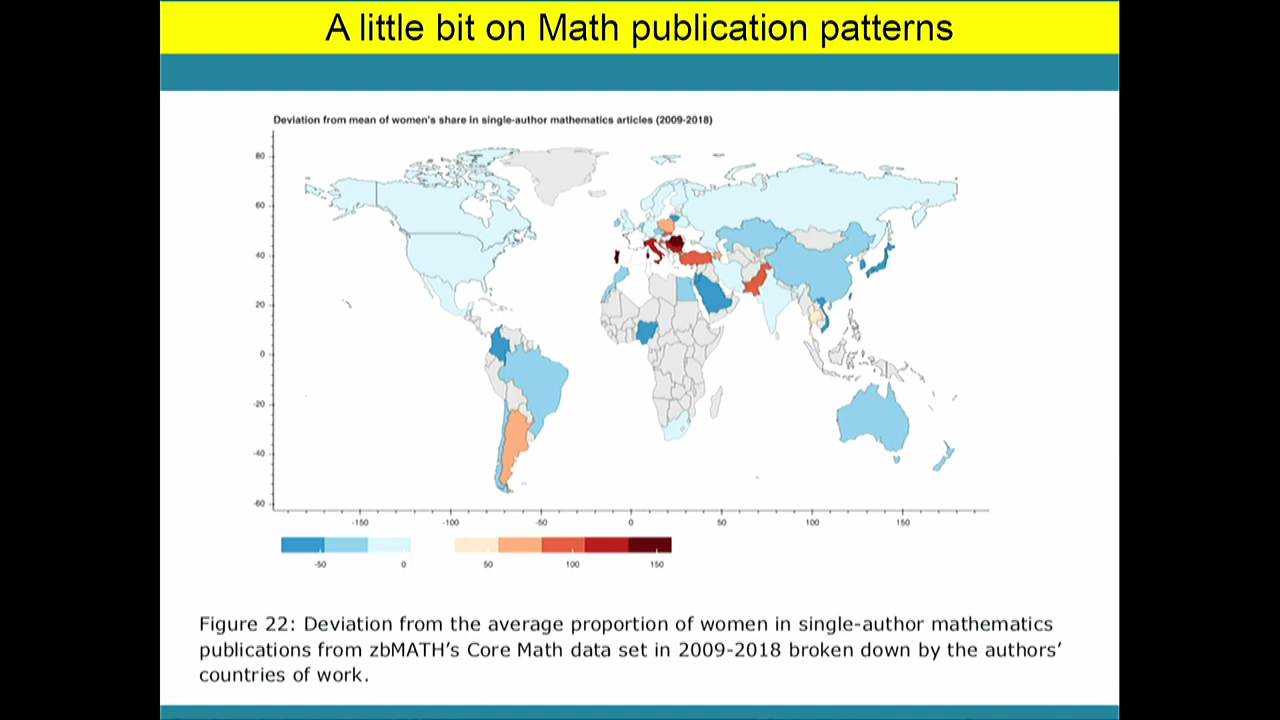 A little bit on Math publication patterns
Deviation from mean of women's share in single-author mathematics articles (2009-2018)
80
60
40
20
0
-20
-40
-60
-150 -100 -50 0 50 100 150
-50 0 50 100 150
Figure 22: Deviation from the average proportion of women in single-author mathematics
publications from zbMATH's Core Math data set in 2009-2018 broken down by the authors'
countries of work.